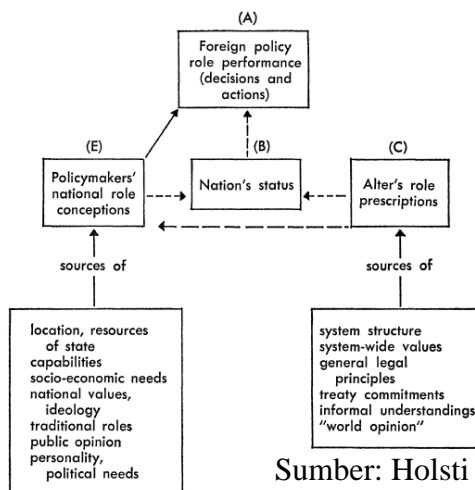 (A)
Foreign policy
role performance
(decisions and
actions)
(E)
Policymakers'
national role
conceptions
(B)
Nation's status
(C)
Alter's role
prescriptions
sources of
sources of
location, resources
of state
capabilities
socio-economic needs
national values,
ideology
traditional roles
public opinion
personality,
political needs
system structure
system-wide values
general legal
principles
treaty commitments
informal understandings
"world opinion"
Sumber: Holsti